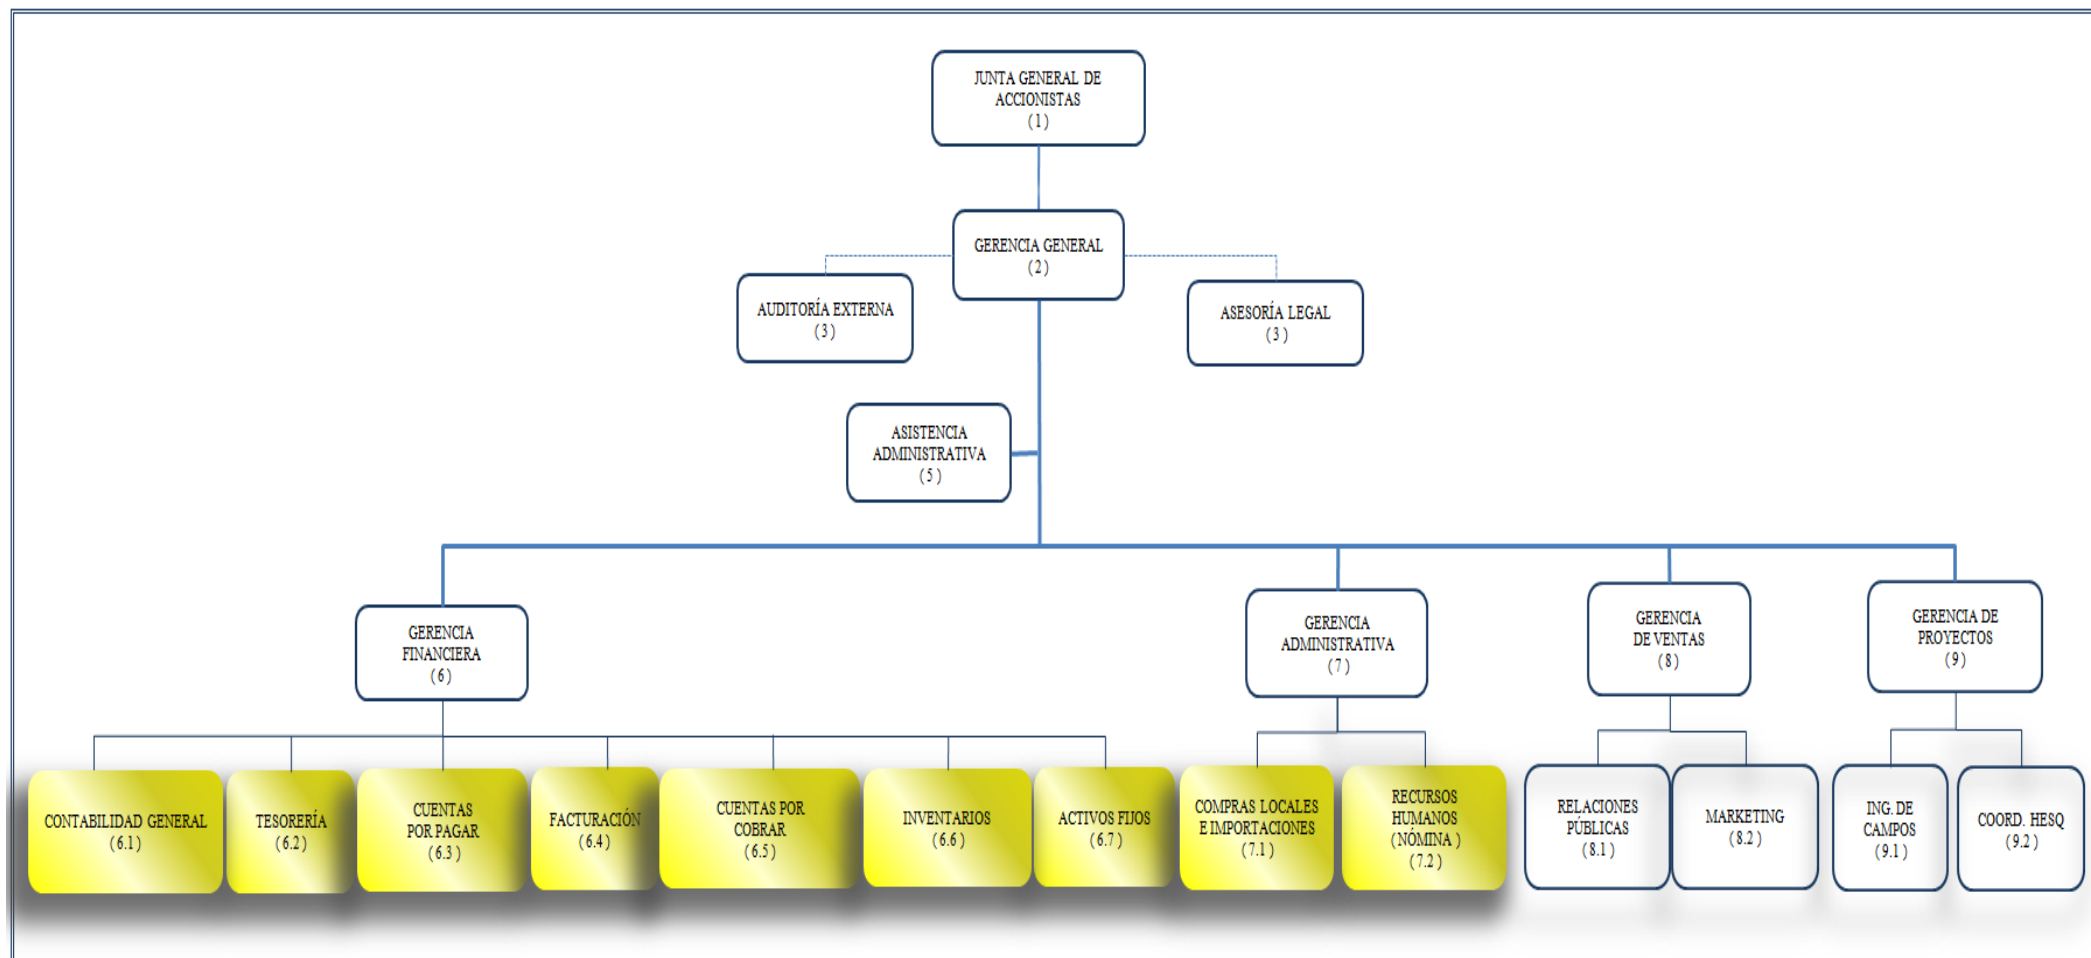 JUNTA GENERAL DE
ACCIONISTAS
( 1 )
GERENCIA GENERAL
( 2 )
AUDITORÍA EXTERNA
( 3 )
ASESORÍA LEGAL
( 3 )
ASISTENCIA
ADMINISTRATIVA
( 5 )
GERENCIA
FINANCIERA
( 6 )
GERENCIA
ADMINISTRATIVA
( 7 )
GERENCIA
DE VENTAS
( 8 )
GERENCIA DE
PROYECTOS
( 9 )
CONTABILIDAD GENERAL
( 6.1 )
TESORERÍA
( 6.2 )
CUENTAS
POR PAGAR
( 6.3 )
FACTURACIÓN
( 6.4 )
CUENTAS POR
COBRAR
( 6.5 )
INVENTARIOS
( 6.6 )
ACTIVOS FIJOS
( 6.7 )
COMPRAS LOCALES
E IMPORTACIONES
( 7.1 )
RECURSOS
HUMANOS
( NÓMINA )
( 7.2 )
RELACIONES
PÚBLICAS
( 8.1 )
MARKETING
( 8.2 )
ING. DE
CAMPOS
( 9.1 )
COORD. HESQ
( 9.2 )